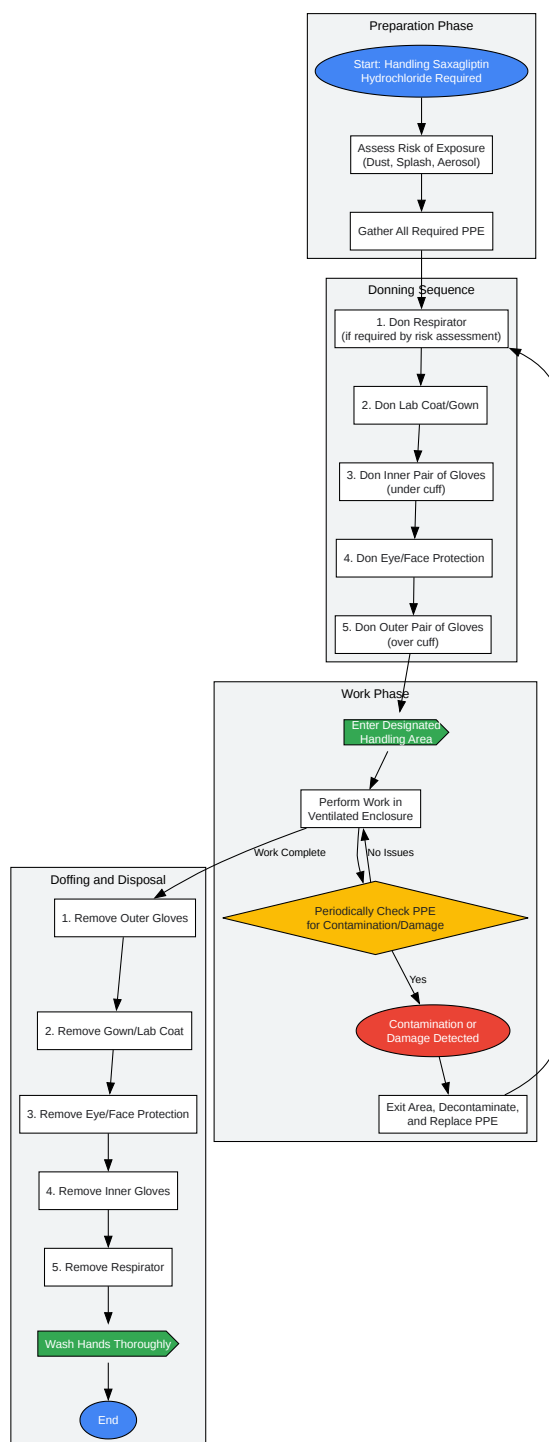 Preparation Phase
Start: Handling Saxagliptin
Hydrochloride Required
Assess Risk of Exposure
(Dust, Splash, Aerosol)
Gather All Required PPE
Donning Sequence
1. Don Respirator
(if required by risk assessment)
2. Don Lab Coat/Gown
3. Don Inner Pair of Gloves
(under cuff)
4. Don Eye/Face Protection
5. Don Outer Pair of Gloves
(over cuff)
Work Phase
Enter Designated
Handling Area
Perform Work in
Ventilated Enclosure
Work Complete
No Issues
Periodically Check PPE
for Contamination/Damage
Yes
Contamination or
Damage Detected
Exit Area, Decontaminate,
and Replace PPE
Doffing and Disposal
1. Remove Outer Gloves
2. Remove Gown/Lab Coat
3. Remove Eye/Face Protection
4. Remove Inner Gloves
5. Remove Respirator
Wash Hands Thoroughly
End